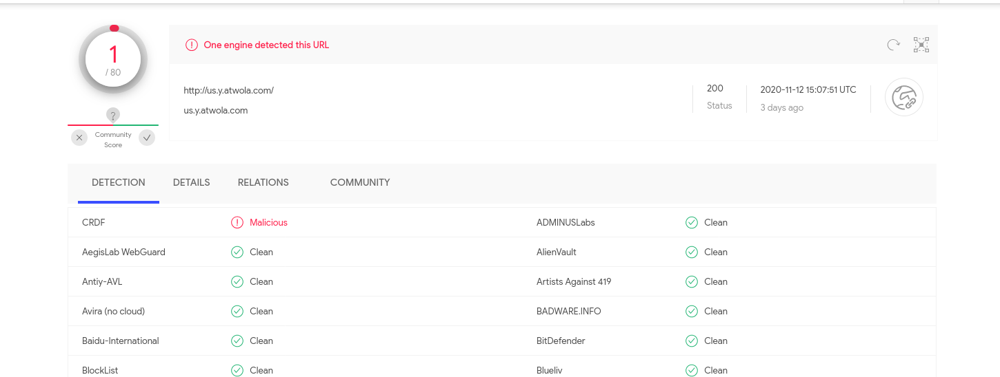 1
/ 80
?
Community
Score
One engine detected this URL
http://us.y.atwola.com/
us.y.atwola.com
200
Status
2020-11-12 15:07:51 UTC
3 days ago
DETECTION DETAILS RELATIONS COMMUNITY
CRDF Malicious ADMINUSLabs Clean
AegisLab WebGuard Clean AlienVault Clean
Antiy-AVL Clean Artists Against 419 Clean
Avira (no cloud) Clean BADWARE.INFO Clean
Baidu-International Clean BitDefender Clean
BlockList Clean Blueliv Clean